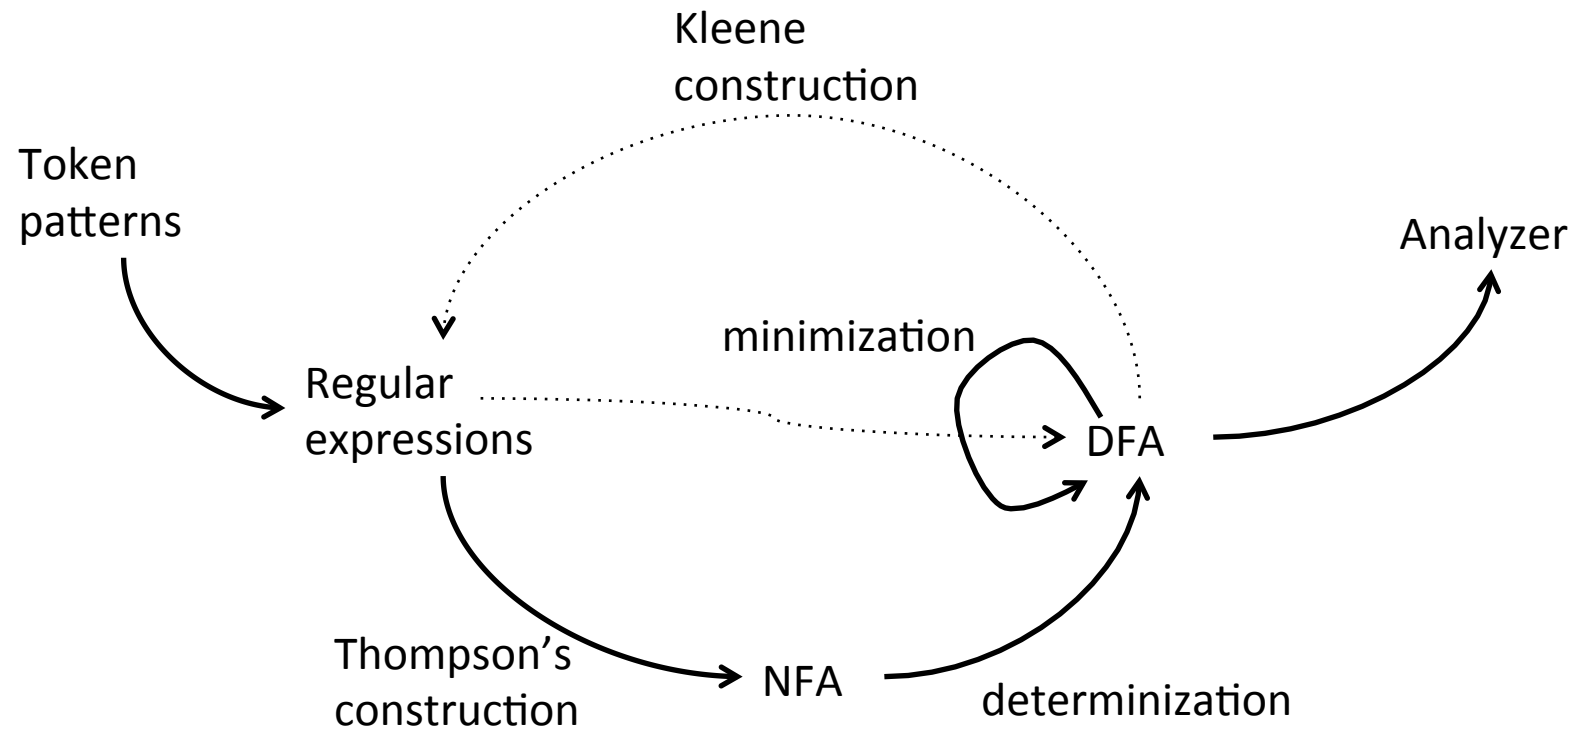 Kleene
construction
Token
patterns
Analyzer
minimization
Regular
expressions
DFA
Thompson’s
construction
NFA
determinization